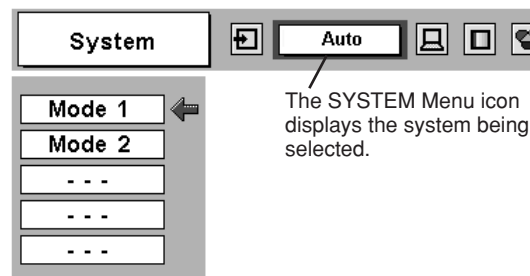 System
Auto
The SYSTEM Menu icon
displays the system being
selected.
Mode 1
Mode 2
- - -
- - -
- - -